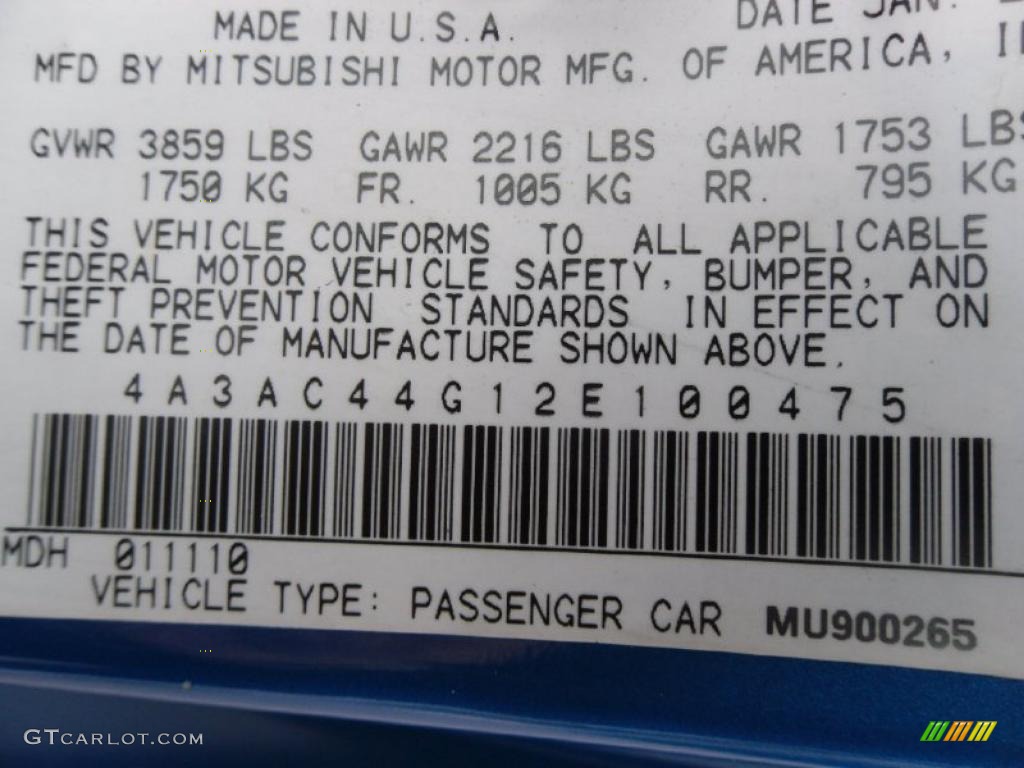 MADE IN U.S.A. DATE JAN.
MFD BY MITSUBISHI MOTOR MFG. OF AMERICA,
GVWR 3859 LBS GAWR 2216 LBS GAWR 1753 LBS
1750 KG FR. 1005 KG RR. 795 KG
THIS VEHICLE CONFORMS TO ALL APPLICABLE
FEDERAL MOTOR VEHICLE SAFETY, BUMPER, AND
THEFT PREVENTION STANDARDS IN EFFECT ON
THE DATE OF MANUFACTURE SHOWN ABOVE.
4A3AC44G12E100475
MDH 011110
VEHICLE TYPE: PASSENGER CAR MU900265
GTCARLOT.COM